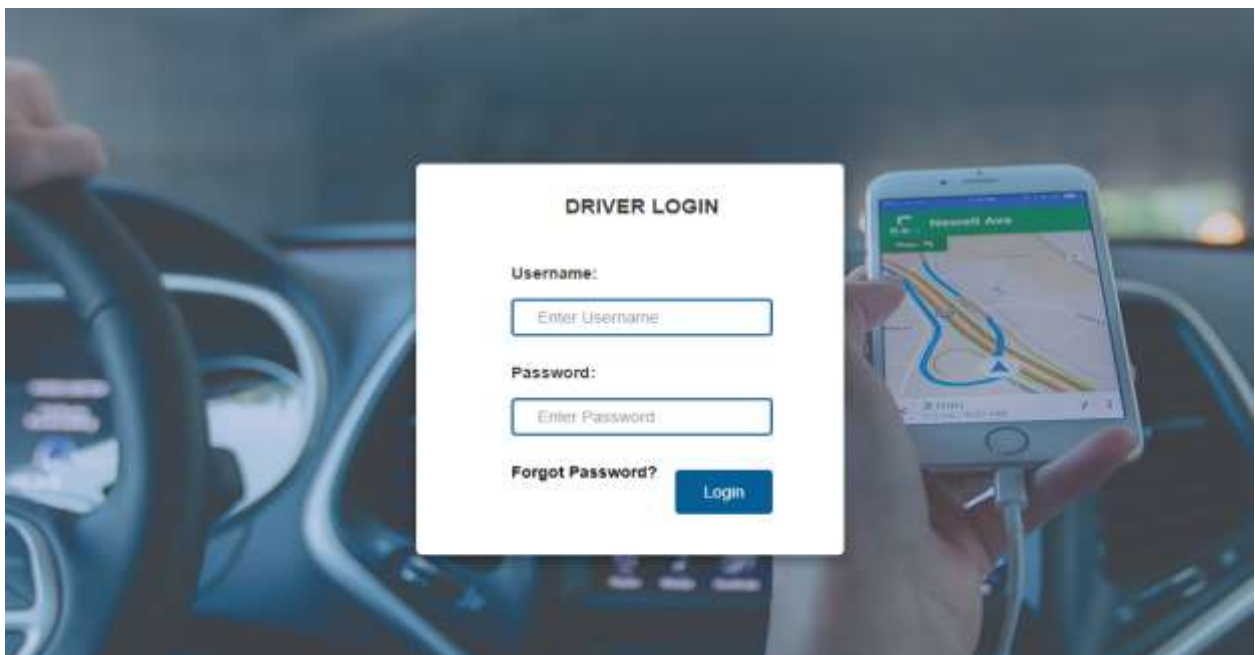 DRIVER LOGIN
Username:
Enter Username
Password:
Enter Password
Forgot Password?
Login
Newell Ave